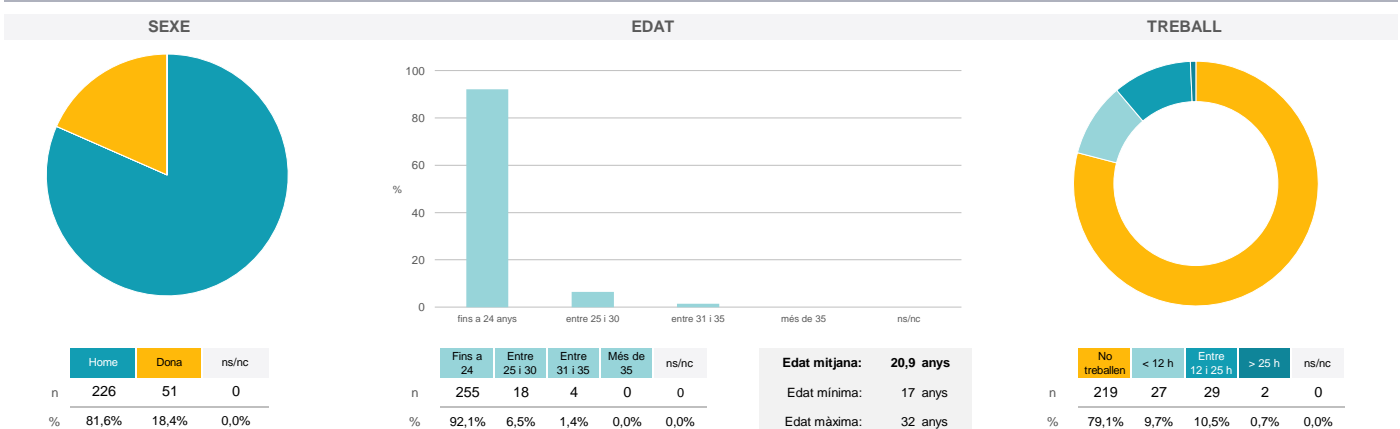 SEXE
Home Dona ns/nc
n 226 51 0
% 81,6% 18,4% 0,0%
EDAT
100
80
60
%
40
20
0
fins a 24 anys entre 25 i 30 entre 31 i 35 més de 35 ns/nc
Fins a 24 Entre 25 i 30 Entre 31 i 35 Més de 35 ns/nc
n 255 18 4 0 0
% 92,1% 6,5% 1,4% 0,0% 0,0%
Edat mitjana: 20,9 anys
Edat mínima: 17 anys
Edat màxima: 32 anys
TREBALL
No treballen < 12 h Entre 12 i 25 h > 25 h ns/nc
n 219 27 29 2 0
% 79,1% 9,7% 10,5% 0,7% 0,0%